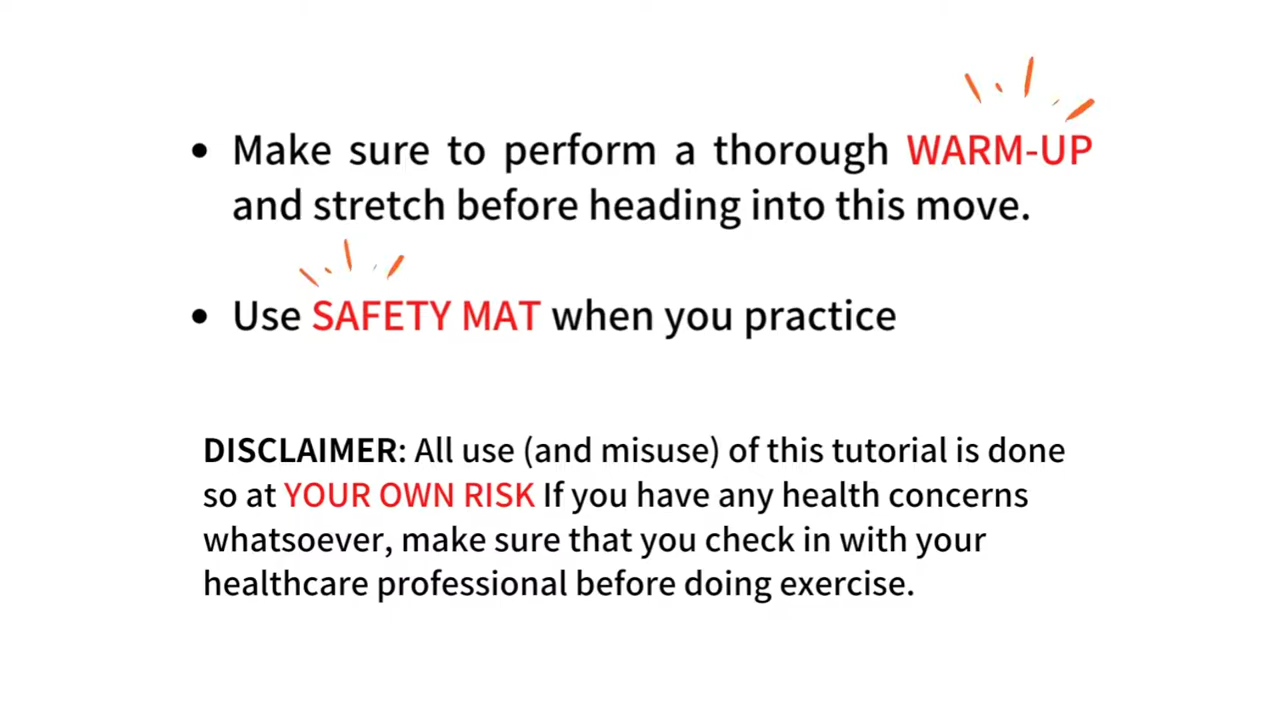 • Make sure to perform a thorough WARM-UP
and stretch before heading into this move.
• Use SAFETY MAT when you practice
DISCLAIMER: All use (and misuse) of this tutorial is done
so at YOUR OWN RISK If you have any health concerns
whatsoever, make sure that you check in with your
healthcare professional before doing exercise.